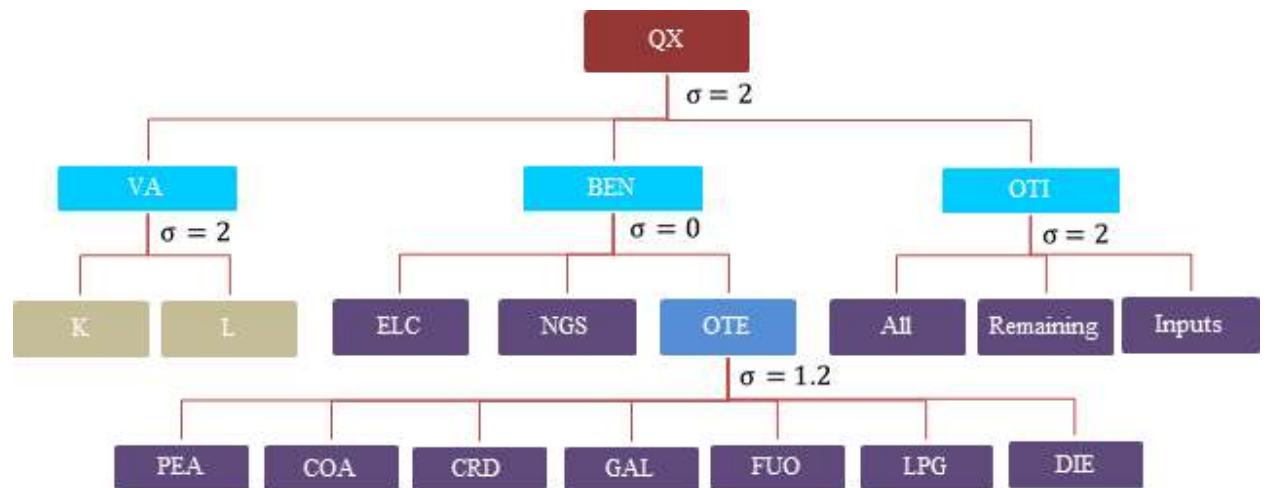 QX
σ = 2
VA
BEN
OTI
σ = 2
σ = 0
σ = 2
K
L
ELC
NGS
OTE
All
Remaining
Inputs
σ = 1.2
PEA
COA
CRD
GAL
FUO
LPG
DIE